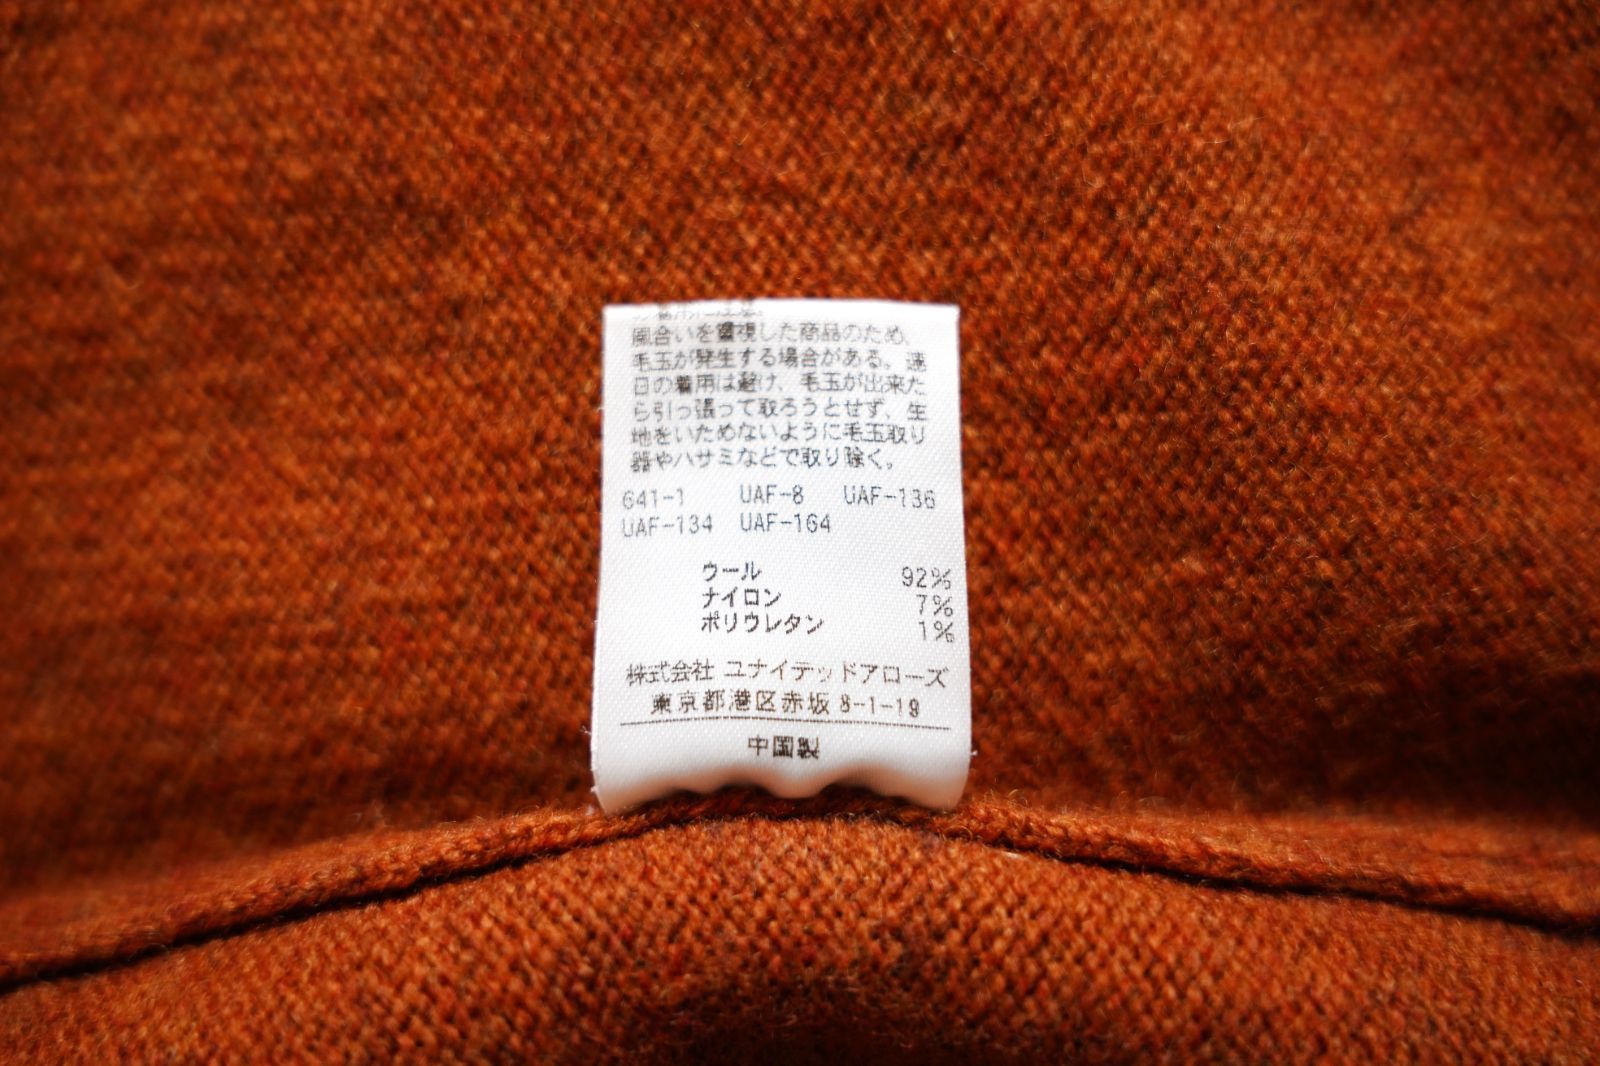 風合いを重視した商品のため、
毛玉が発生する場合がある。連
日の着用は避け、毛玉が出来た
ら引っ張って取ろうとせず、生
地をいためないように毛玉取り
器やハサミなどで取り除く。
641-1 UAF-8 UAF-136
UAF-134 UAF-164
ウール 92%
ナイロン 7%
ポリウレタン 1%
株式会社 ユナイテッドアローズ
東京都港区赤坂 8-1-19
中国製